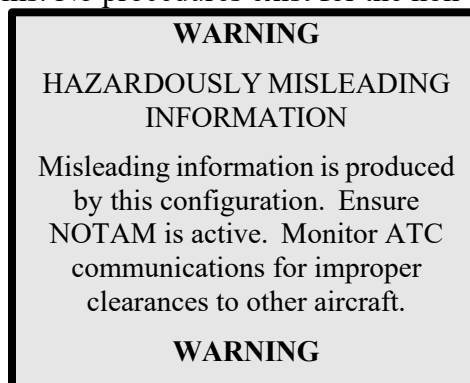 WARNING
HAZARDOUSLY MISLEADING
INFORMATION
Misleading information is produced
by this configuration. Ensure
NOTAM is active. Monitor ATC
communications for improper
clearances to other aircraft.
WARNING